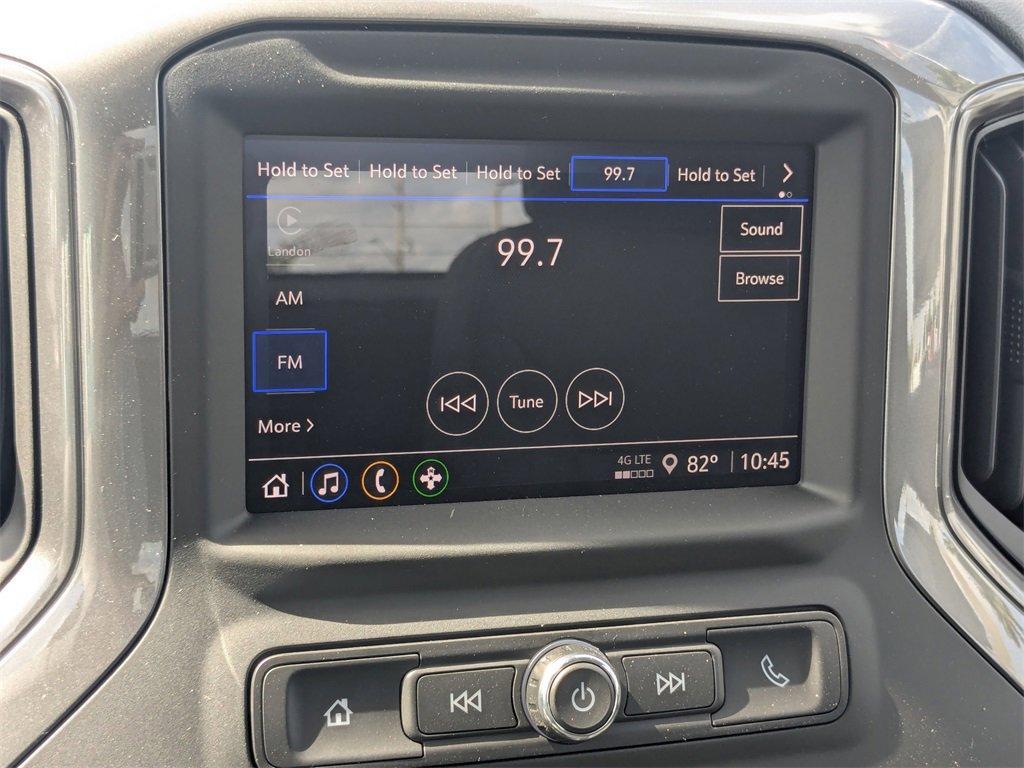 Hold to Set Hold to Set Hold to Set 99.7 Hold to Set
Landon
99.7
Sound
AM
Browse
FM
Tune
More
4G LTE
82° 10:45